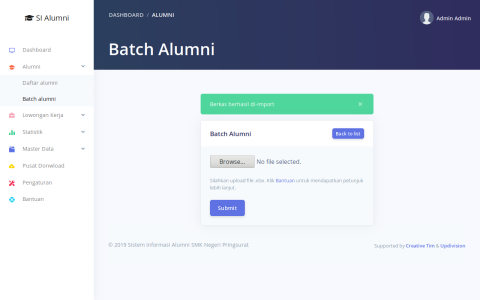 SI Alumni
Dashboard
Alumni
Daftar alumni
Batch alumni
Lowongan Kerja
Statistik
Master Data
Pusat Donwload
Pengaturan
Bantuan
DASHBOARD / ALUMNI
Admin Admin
Batch Alumni
Berkas berhasil di-import
×
Batch Alumni
Back to list
Browse... No file selected.
Silahkan upload file .xlsx. Klik Bantuan untuk mendapatkan petunjuk
lebih lanjut.
Submit
© 2019 Sistem Informasi Alumni SMK Negeri Pringsurat
Supported by Creative Tim & Updivision